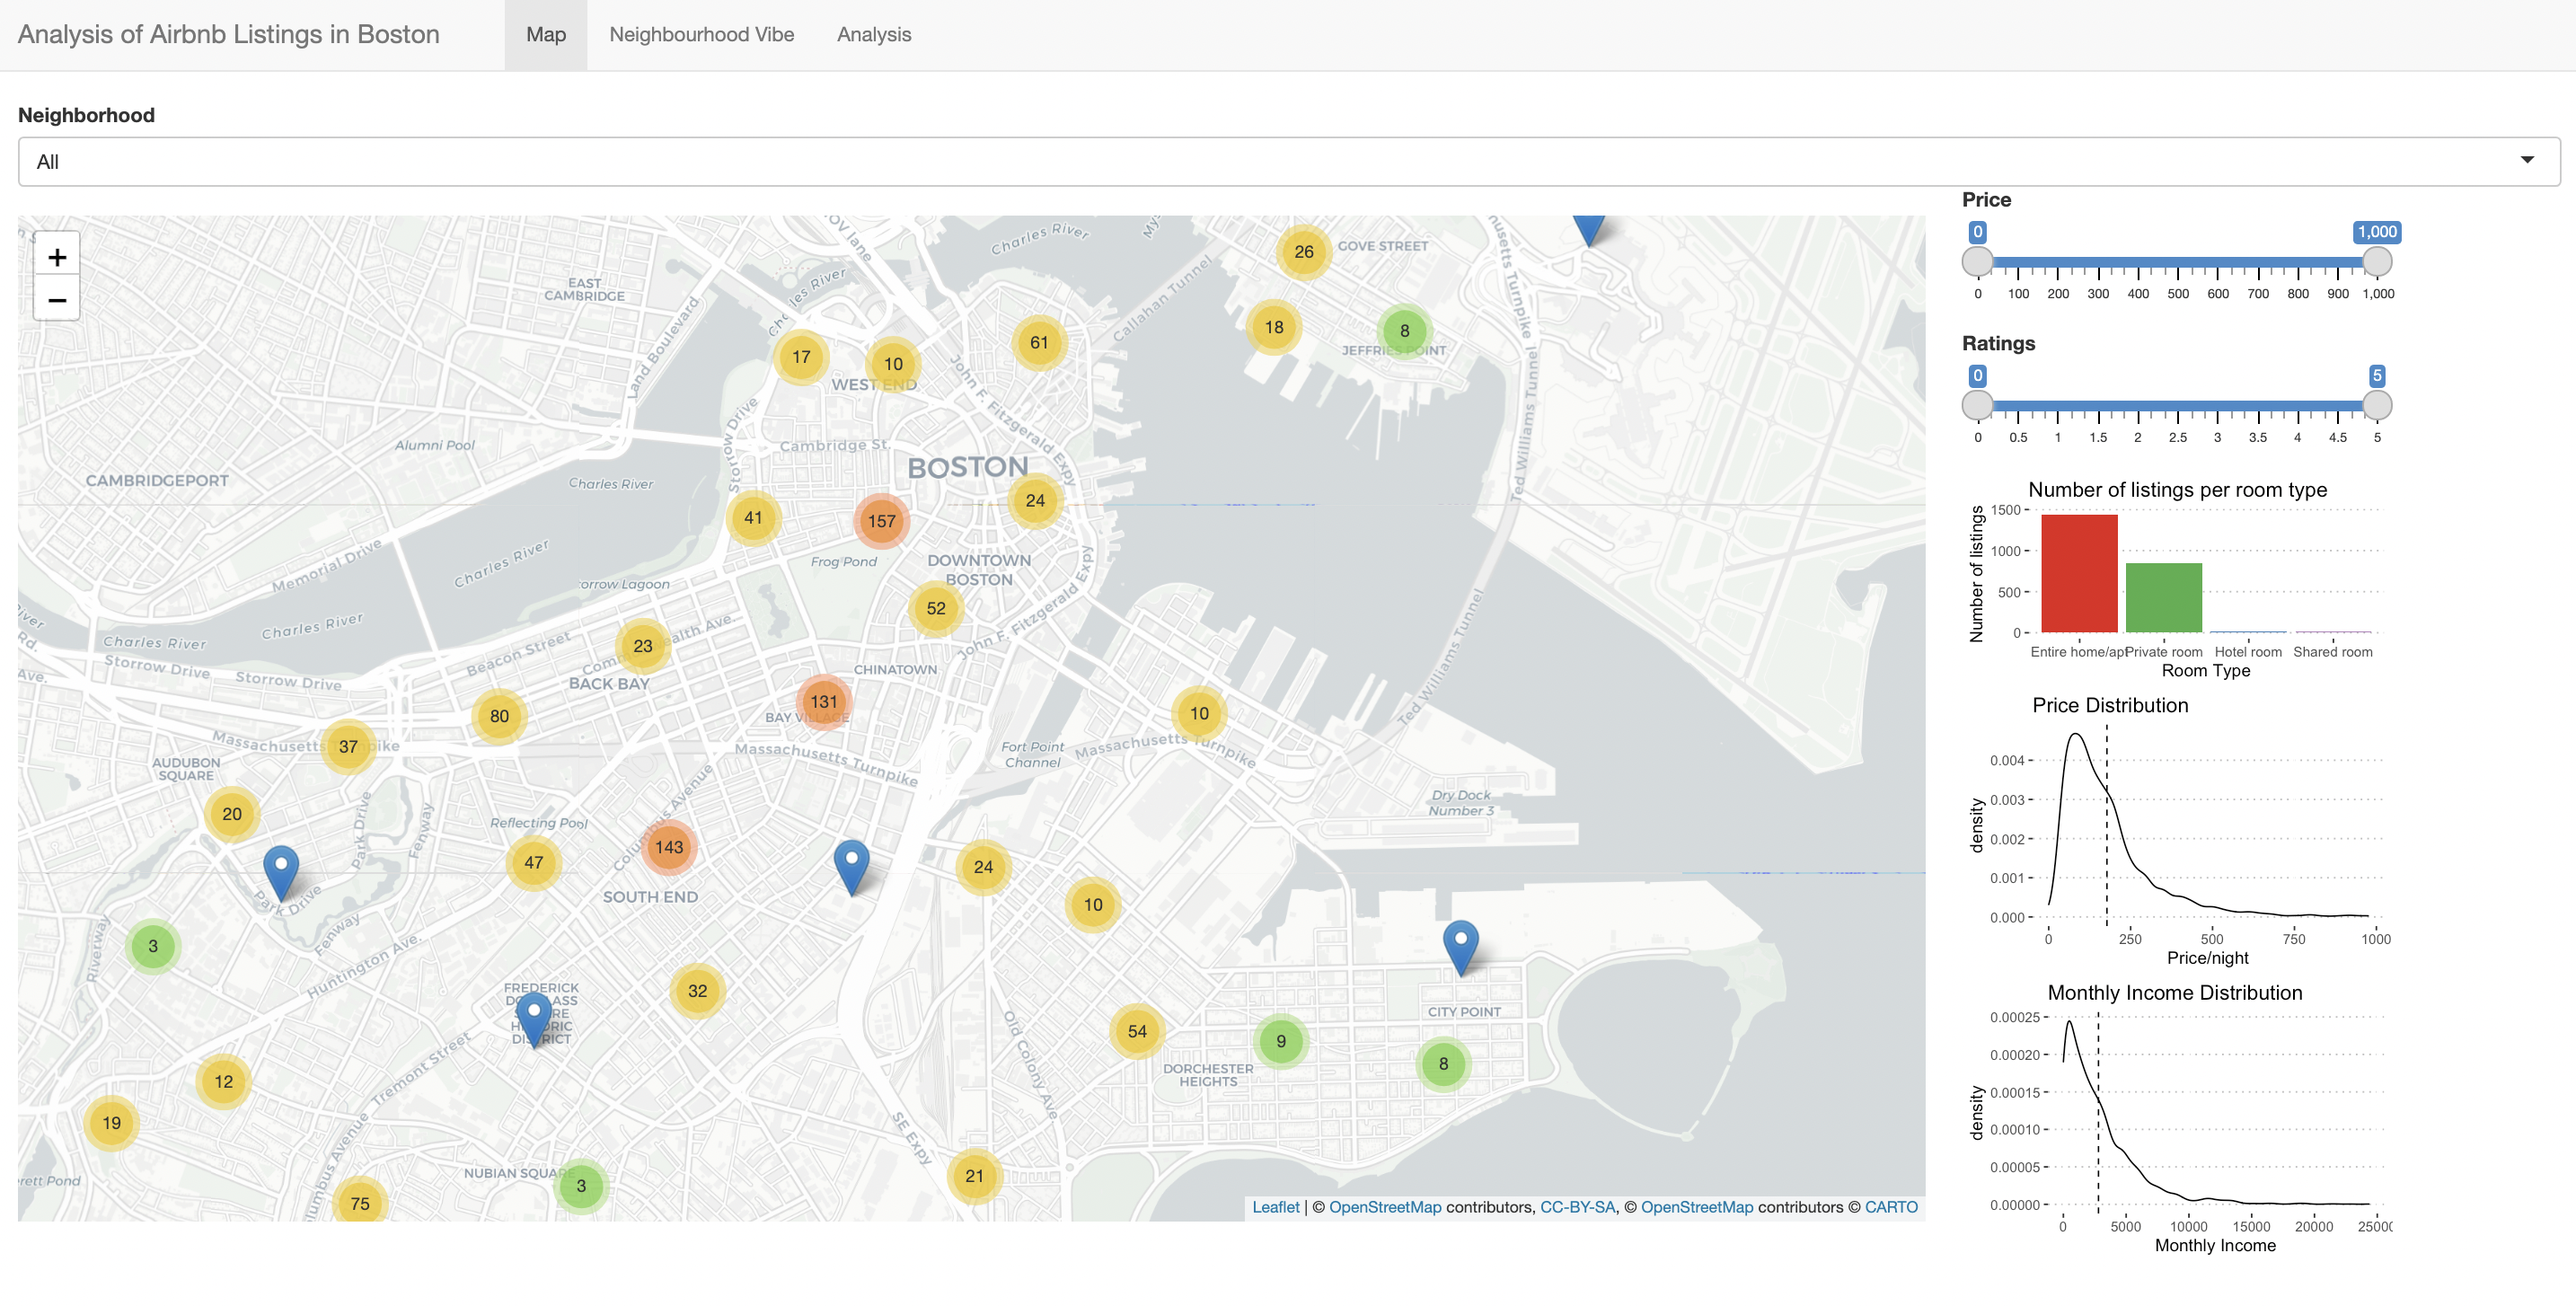 Analysis of Airbnb Listings in Boston
Map
Neighbourhood Vibe
Analysis
Neighborhood
All
+
−
EAST
CAMBRIDGE
Land Boulevard
Charles River
Charles River
Callahan Tunnel
26
GOVE STREET
18
8
JEFFRIES POINT
17
10
WEST END
61
John F. Fitzgerald Expy
Storrow Drive
Cambridge St.
BOSTON
Alumni Pool
CAMBRIDGEPORT
Charles River
41
157
24
Ted Williams Tunnel
Frog Pond
DOWNTOWN
BOSTON
Memorial Drive
Charles River
orrow Lagoon
52
John F. Fitzgerald Expy
Charles River
Charles River
Beacon Street
23
ealth Ave.
Storrow Drive
Storrow Drive
BACK BAY
CHINATOWN
131
Ted Williams Tunnel
80
10
37
Massachusetts
pike
Massachusetts Turnpike
Fort Point
Channel
Massachusetts Turnpike
AUDUBON
SQUARE
20
Park Drive
Fenway
Reflecting Pool
Columbus Avenue
Dry Dock
Number 3
47
143
24
Park Drive
SOUTH END
10
3
Fenway
Riverway
Huntington Ave.
FREDERICK
32
CITY POINT
54
9
8
DORCHESTER
HEIGHTS
Old Colony Ave
Tremont Street
12
19
SE Expy
NUBIAN SQUARE
3
21
75
umbus Avenue
rett Pond
Leaflet | © OpenStreetMap contributors, CC-BY-SA, © OpenStreetMap contributors © CARTO
Price
0
1,000
0 100 200 300 400 500 600 700 800 900 1,000
Ratings
0
5
0 0.5 1 1.5 2 2.5 3 3.5 4 4.5 5
Number of listings per room type
Number of listings
1500
1000
500
0
Entire home/apt Private room Hotel room Shared room
Room Type
Price Distribution
density
0.004
0.003
0.002
0.001
0.000
0 250 500 750 1000
Price/night
Monthly Income Distribution
density
0.00025
0.00020
0.00015
0.00010
0.00005
0.00000
0 5000 10000 15000 20000 25000
Monthly Income